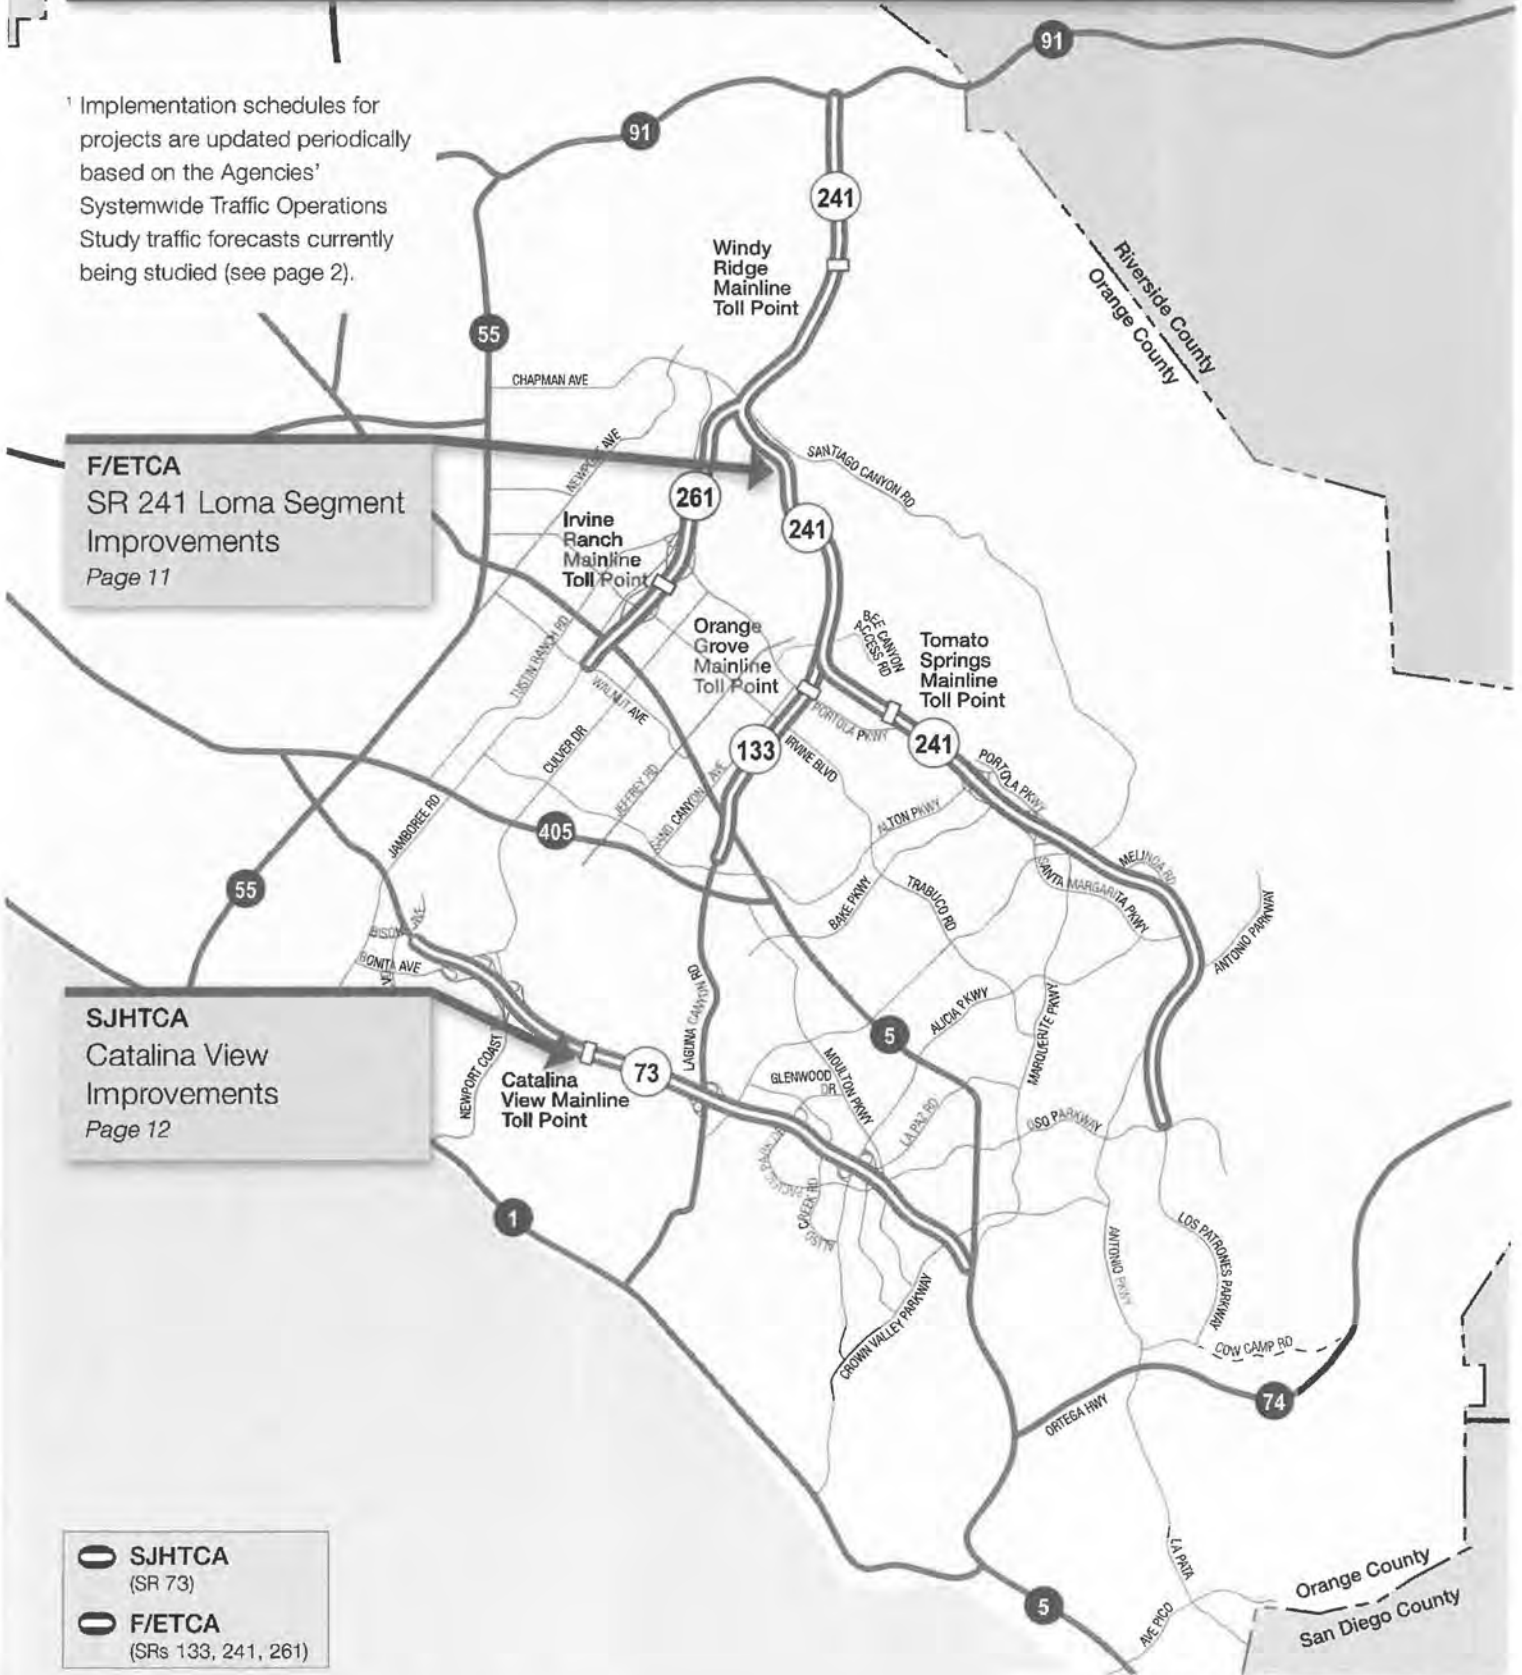 91
91
¹ Implementation schedules for
projects are updated periodically
based on the Agencies'
Systemwide Traffic Operations
Study traffic forecasts currently
being studied (see page 2).
241
Windy
Ridge
Mainline
Toll Point
Riverside County
Orange County
55
CHAPMAN AVE
NEWPORT AVE
SANTIAGO CANYON RD
F/ETCA
SR 241 Loma Segment
Improvements
Page 11
261
241
Irvine
Ranch
Mainline
Toll Point
BEE CANYON
ACCESS RD
Orange
Grove
Mainline
Toll Point
Tomato
Springs
Mainline
Toll Point
TUSTIN RANCH RD
WALNUT AVE
PORTOLA PKWY
CULVER DR
133
IRVINE BLVD
241
PORTOLA PKWY
JEFFREY RD
SAND CANYON AVE
ALTON PKWY
JAMBOREE RD
405
MELINDA RD
SANTA MARGARITA PKWY
55
BAKE PKWY
TRABUCO RD
ANTONIO PARKWAY
BISON AVE
BONITA AVE
LAGUNA CANYON RD
ALICIA PKWY
MARGUERITE PKWY
SJHTCA
Catalina View
Improvements
Page 12
5
NEWPORT COAST
73
MOULTON PKWY
GLENWOOD
DR
Catalina
View Mainline
Toll Point
LA PAZ RD
OSO PARKWAY
PACIFIC PARK DR
ALISO CREEK RD
1
LOS PATRONES PARKWAY
ANTONIO PKWY
CROWN VALLEY PARKWAY
COW CAMP RD
74
ORTEGA HWY
LA PATA
SJHTCA
(SR 73)
F/ETCA
(SRs 133, 241, 261)
5
AVE PICO
Orange County
San Diego County